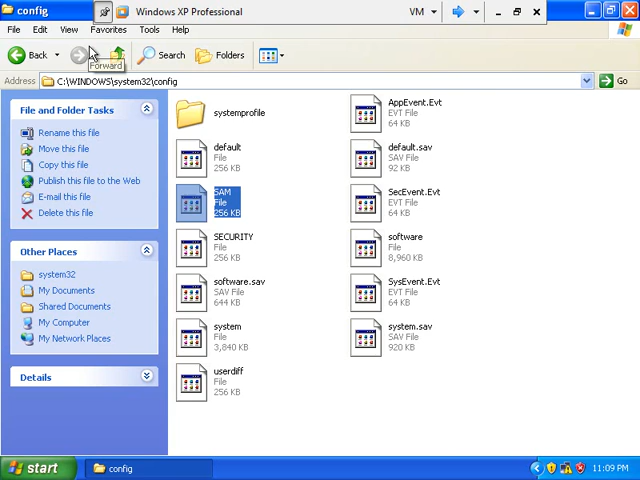 config
Windows XP Professional
VM
File Edit View Favorites Tools Help
Back Search Folders
Forward
Address C:\WINDOWS\system32\config Go
File and Folder Tasks
Rename this file
Move this file
Copy this file
Publish this file to the Web
E-mail this file
Delete this file
Other Places
system32
My Documents
Shared Documents
My Computer
My Network Places
Details
systemprofile
default
File
256 KB
SAM
File
256 KB
SECURITY
File
256 KB
software.sav
SAV File
644 KB
system
File
3,840 KB
userdiff
File
256 KB
AppEvent.Evt
EVT File
64 KB
default.sav
SAV File
92 KB
SecEvent.Evt
EVT File
64 KB
software
File
8,960 KB
SysEvent.Evt
EVT File
64 KB
system.sav
SAV File
920 KB
start config 11:09 PM